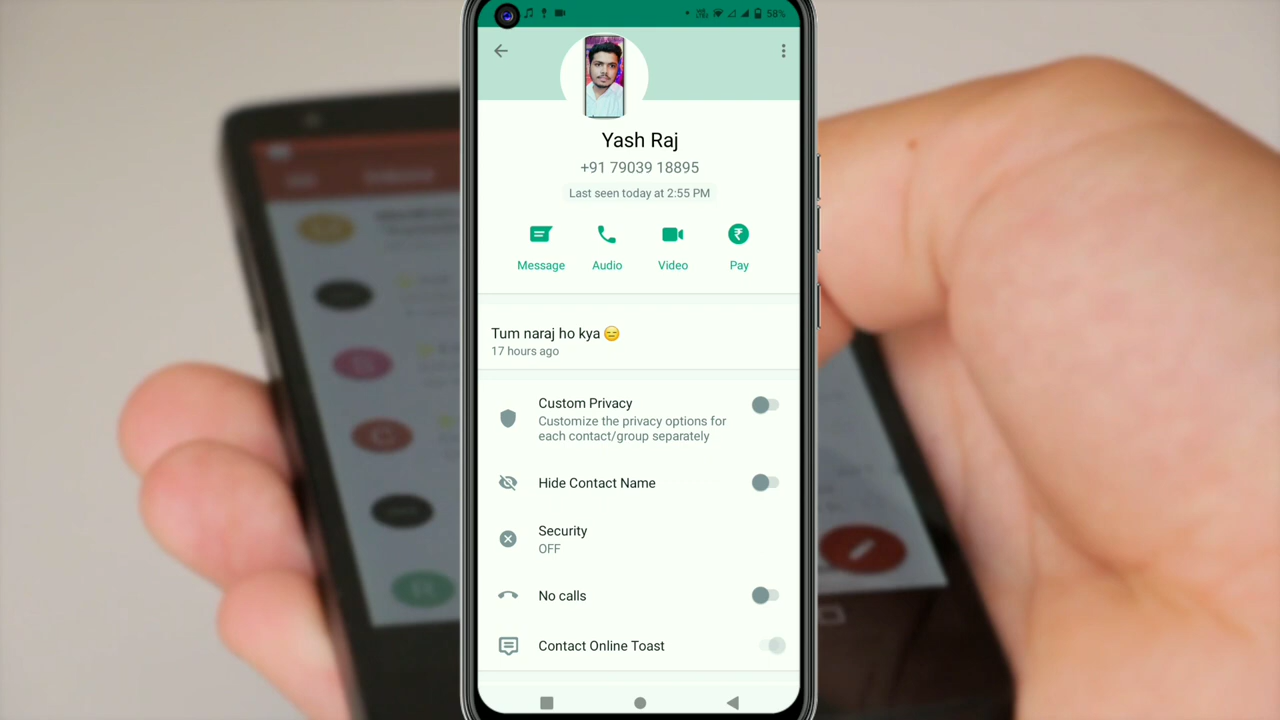 58%
Yash Raj
+91 79039 18895
Last seen today at 2:55 PM
Message Audio Video Pay
Tum naraj ho kya 😑
17 hours ago
Custom Privacy
Customize the privacy options for
each contact/group separately
Hide Contact Name
Security
OFF
No calls
Contact Online Toast